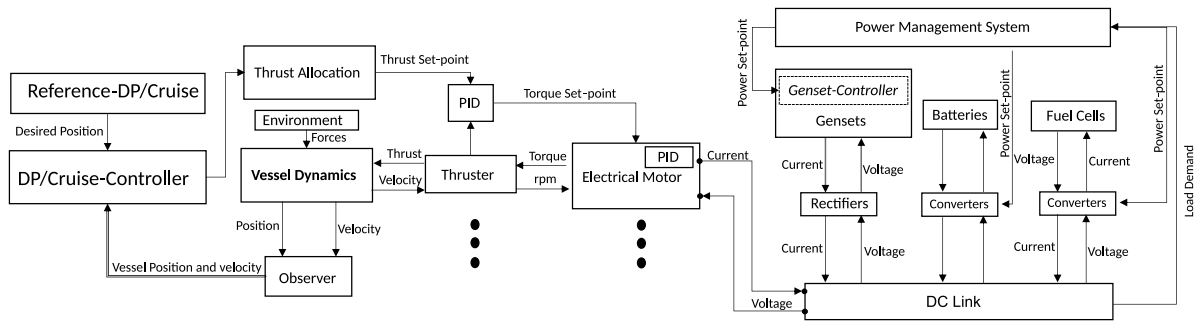 Power Management System
Thrust Set-point
Thrust Allocation
Reference-DP/Cruise
PID
Torque Set-point
Power Set-point
Genset-Controller
Gensets
Batteries
Fuel Cells
Power Set-point
Power Set-point
Load Demand
Environment
Forces
Desired Position
DP/Cruise-Controller
Vessel Dynamics
Thrust
Velocity
Thruster
Torque
rpm
PID
Electrical Motor
Current
Current
Voltage
Voltage
Current
Rectifiers
Converters
Converters
Position
Velocity
Current
Voltage
Current
Voltage
Vessel Position and velocity
Observer
Voltage
DC Link